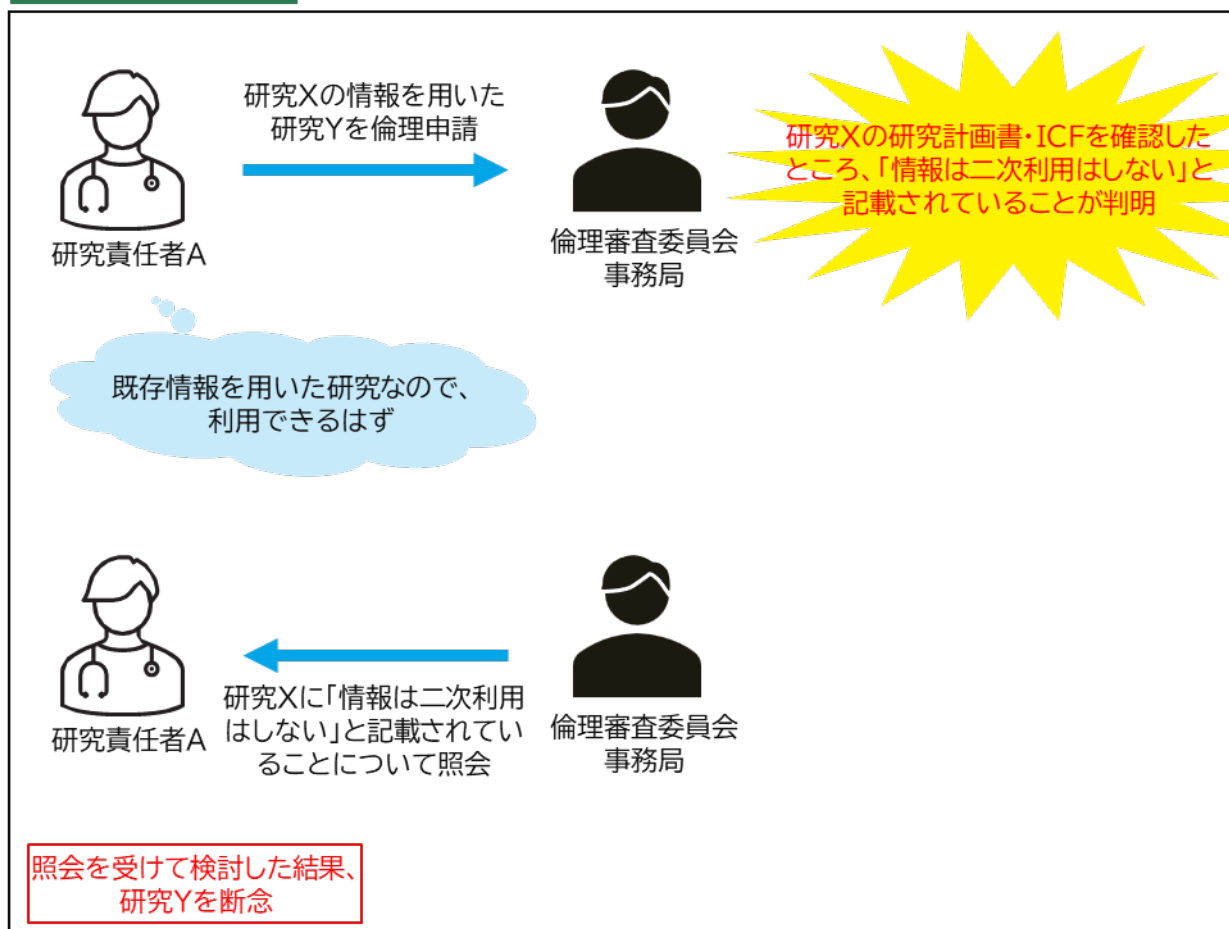 研究Xの情報を用いた
研究Yを倫理申請
研究責任者A
倫理審査委員会
事務局
研究Xの研究計画書・ICFを確認した
ところ、「情報は二次利用はしない」と
記載されていることが判明
既存情報を用いた研究なので、
利用できるはず
研究責任者A
研究Xに「情報は二次利用
はしない」と記載されてい
ることについて照会
倫理審査委員会
事務局
照会を受けて検討した結果、
研究Yを断念